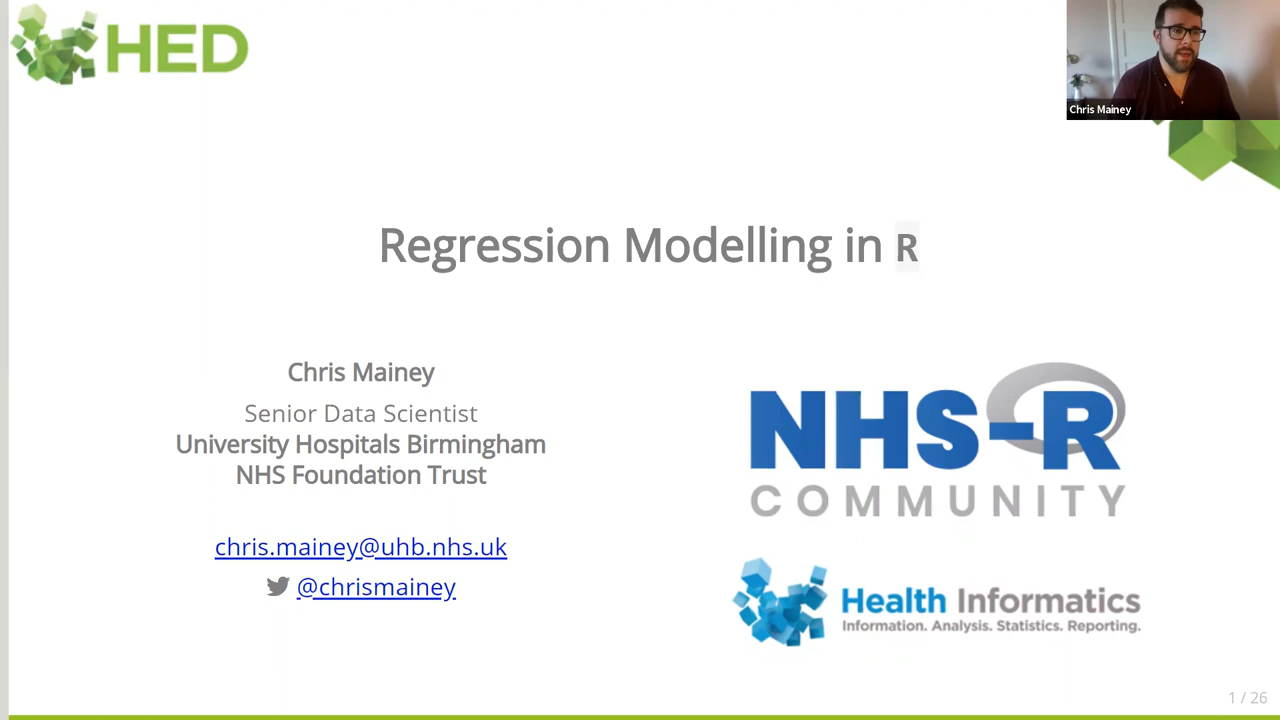 HED
Chris Mainey
Regression Modelling in R
Chris Mainey
Senior Data Scientist
University Hospitals Birmingham
NHS Foundation Trust
chris.mainey@uhb.nhs.uk
@chrismainey
NHS-R
COMMUNITY
Health Informatics
Information. Analysis. Statistics. Reporting.
1 / 26